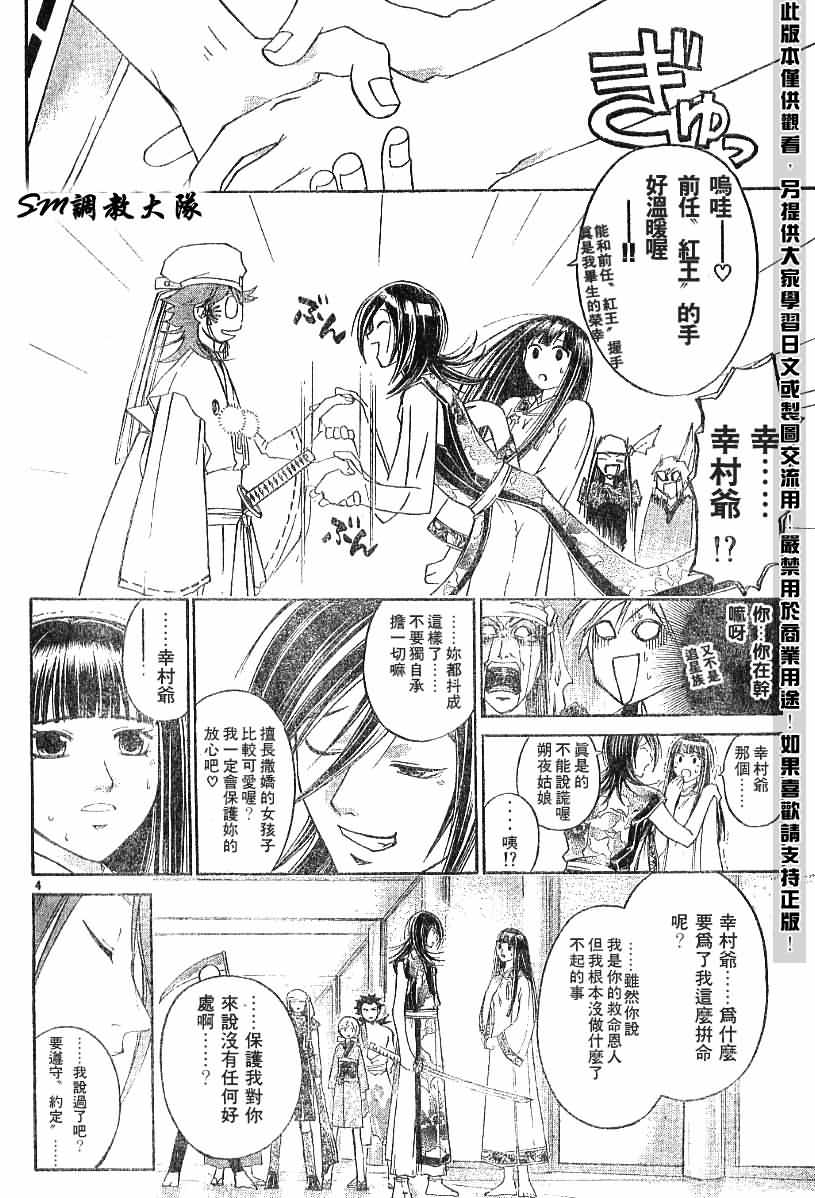 ぎゅっ
嗚哇——♡
前任〝紅王〞的手
好溫暖喔
——!!
能和前任〝紅王〞握手
真是我畢生的榮幸
SM調教大隊
ぶん
ぶん
幸……
幸村爺
!?
你…你在幹
嘛呀
又不是
追星族
……妳都抖成
這樣了……
不要獨自承
擔一切嘛
擅長撒嬌的女孩子
比較可愛喔?
我一定會保護妳的
放心吧♡
……幸村爺
幸村爺
那個……
真是的
不能說謊喔
朔夜姑娘
……咦
!?
幸村爺……為什麼
要為了我這麼拚命
呢?
……雖然你說
我是你的救命恩人
但我根本沒做什麼了
不起的事
……保護我對你
來說沒有任何好
處啊……?
……我說過了吧?
要遵守〝約定〞……
4
此版本僅供觀看,另提供大家學習日文或製圖交流用!嚴禁用於商業用途!如果喜歡請支持正版!